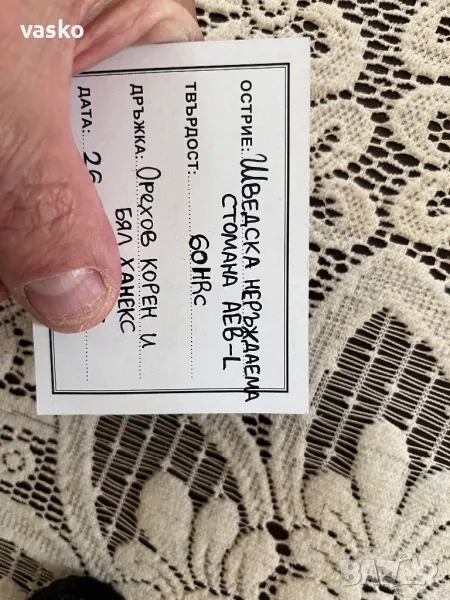 vasko
ОСТРИЕ: ШВЕДСКА НЕРЪЖДАЕМА
СТОМАНА AEB-L
ТВЪРДОСТ: 60HRC
ДРЪЖКА: ОРЕХОВ КОРЕН И
БЯЛ ХАНЕКС
ДАТА: 26